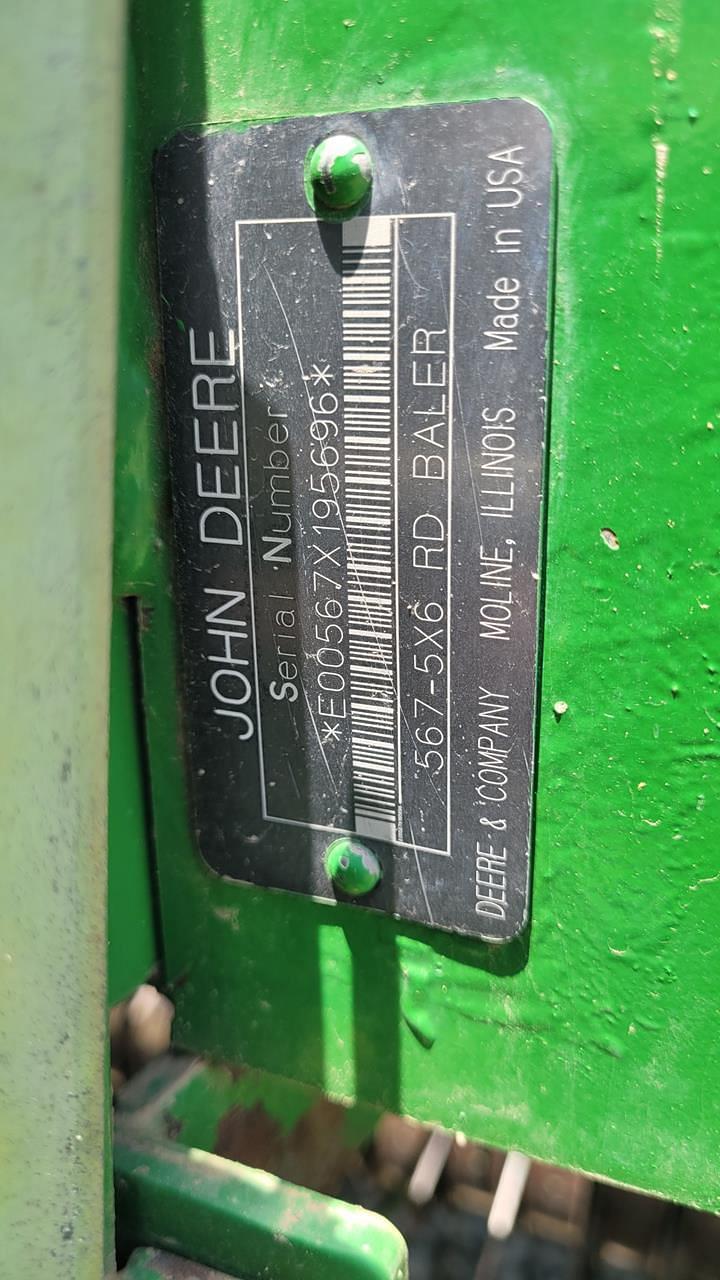 JOHN DEERE
Serial Number
*E00567X195696*
567-5X6 RD BALER
DEERE & COMPANY MOLINE, ILLINOIS Made in USA